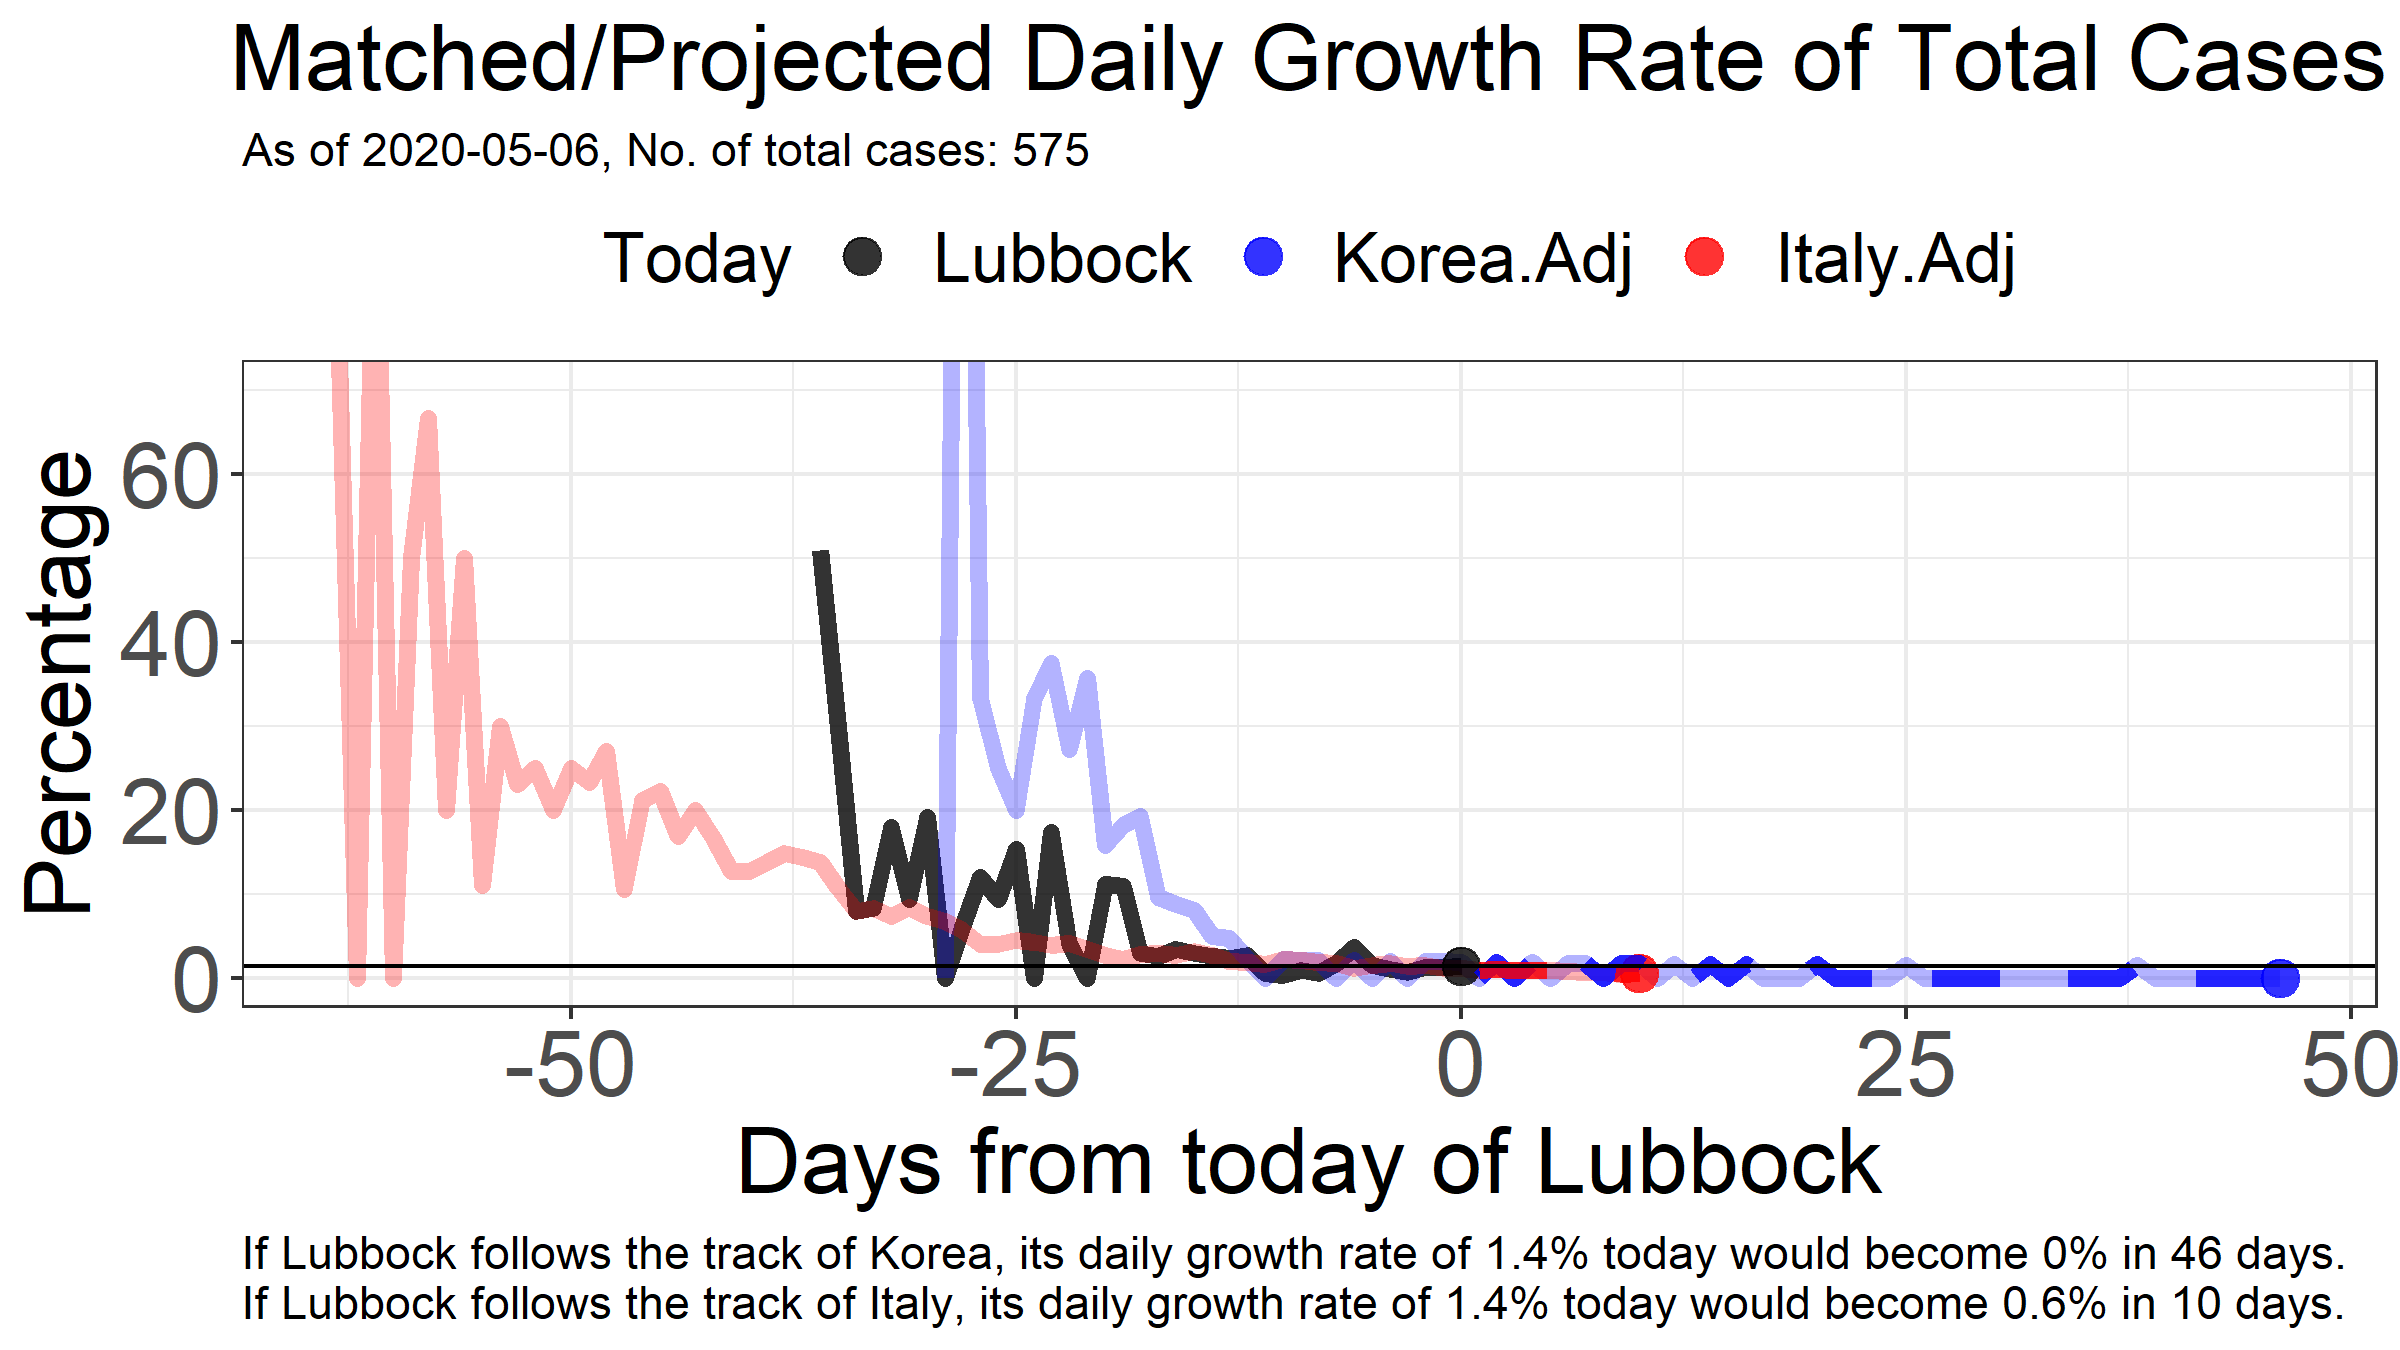 Matched/Projected Daily Growth Rate of Total Cases
As of 2020-05-06, No. of total cases: 575
Today Lubbock Korea.Adj Italy.Adj
Percentage
60
40
20
0
-50 -25 0 25 50
Days from today of Lubbock
If Lubbock follows the track of Korea, its daily growth rate of 1.4% today would become 0% in 46 days.
If Lubbock follows the track of Italy, its daily growth rate of 1.4% today would become 0.6% in 10 days.